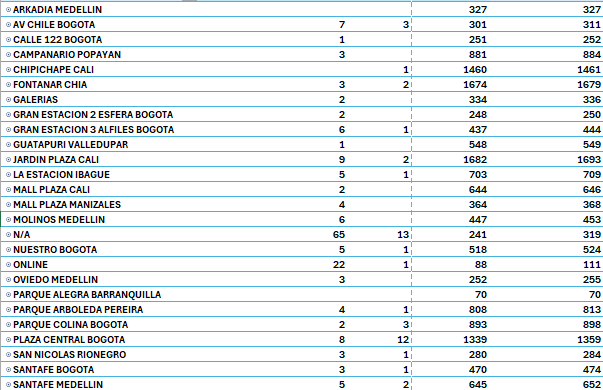 ARKADIA MEDELLIN 327 327
AV CHILE BOGOTA 7 3 301 311
CALLE 122 BOGOTA 1 251 252
CAMPANARIO POPAYAN 3 881 884
CHIPICHAPE CALI 1 1460 1461
FONTANAR CHIA 3 2 1674 1679
GALERIAS 2 334 336
GRAN ESTACION 2 ESFERA BOGOTA 2 248 250
GRAN ESTACION 3 ALFILES BOGOTA 6 1 437 444
GUATAPURI VALLEDUPAR 1 548 549
JARDIN PLAZA CALI 9 2 1682 1693
LA ESTACION IBAGUE 5 1 703 709
MALL PLAZA CALI 2 644 646
MALL PLAZA MANIZALES 4 364 368
MOLINOS MEDELLIN 6 447 453
N/A 65 13 241 319
NUESTRO BOGOTA 5 1 518 524
ONLINE 22 1 88 111
OVIEDO MEDELLIN 3 252 255
PARQUE ALEGRA BARRANQUILLA 70 70
PARQUE ARBOLEDA PEREIRA 4 1 808 813
PARQUE COLINA BOGOTA 2 3 893 898
PLAZA CENTRAL BOGOTA 8 12 1339 1359
SAN NICOLAS RIONEGRO 3 1 280 284
SANTAFE BOGOTA 3 1 470 474
SANTAFE MEDELLIN 5 2 645 652